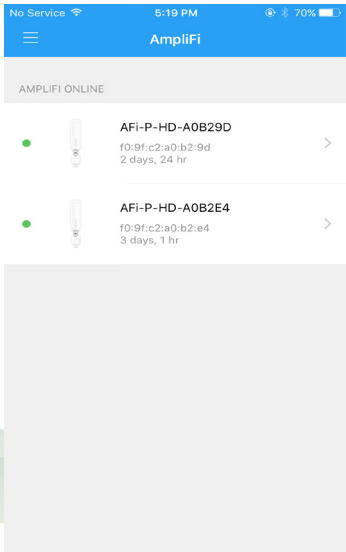 No Service 5:19 PM 70%
AmpliFi
AMPLIFI ONLINE
AFi-P-HD-A0B29D
f0:9f:c2:a0:b2:9d
2 days, 24 hr
AFi-P-HD-A0B2E4
f0:9f:c2:a0:b2:e4
3 days, 1 hr